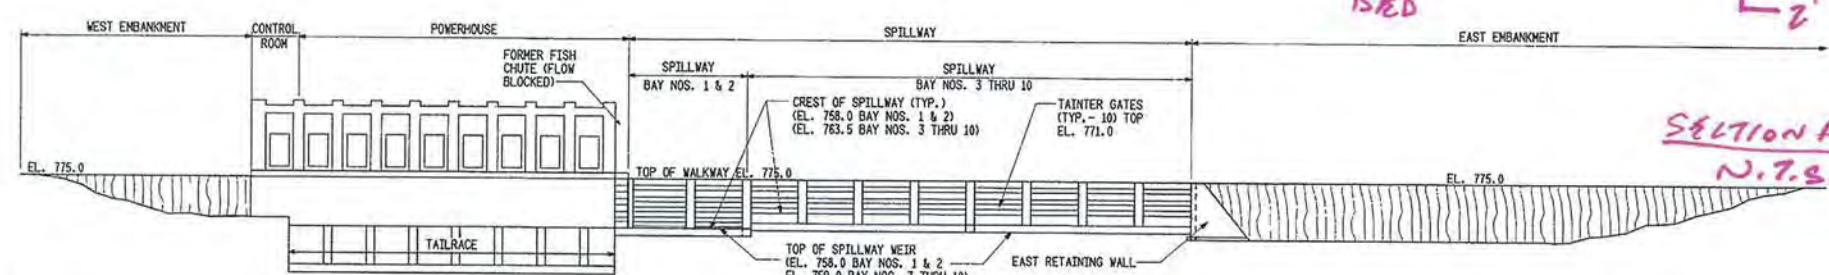 BED
2'
WEST EMBANKMENT
CONTROL
ROOM
POWERHOUSE
SPILLWAY
EAST EMBANKMENT
FORMER FISH
CHUTE (FLOW
BLOCKED)
SPILLWAY
BAY NOS. 1 & 2
SPILLWAY
BAY NOS. 3 THRU 10
CREST OF SPILLWAY (TYP.)
(EL. 758.0 BAY NOS. 1 & 2)
(EL. 763.5 BAY NOS. 3 THRU 10)
TAINTER GATES
(TYP.- 10) TOP
EL. 771.0
SECTION A
N.T.S
EL. 775.0
TOP OF WALKWAY EL. 775.0
EL. 775.0
TAILRACE
TOP OF SPILLWAY WEIR
(EL. 758.0 BAY NOS. 1 & 2
EAST RETAINING WALL